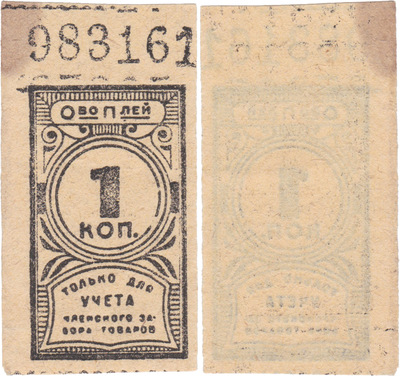 983161
ОВОПЛЕЙ
1
КОП.
ТОЛЬКО ДЛЯ
УЧЕТА
ЧЛЕНСКОГО ЗА-
БОРА ТОВАРОВ